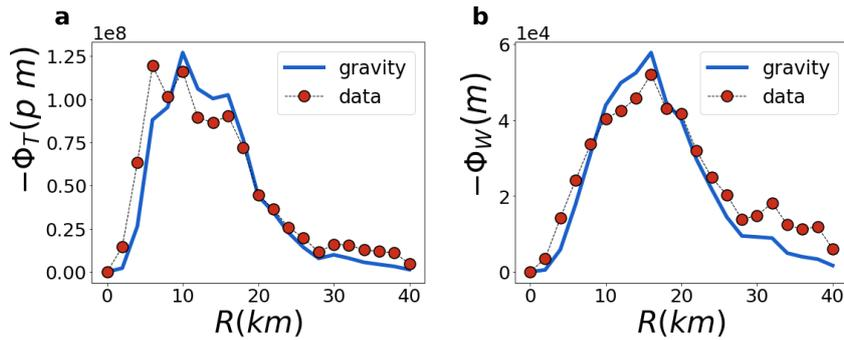 a
1e8
−Φ_T(p m)
1.25
1.00
0.75
0.50
0.25
0.00
0 10 20 30 40
R(km)
gravity
data
b
1e4
−Φ_W(m)
6
4
2
0
0 10 20 30 40
R(km)
gravity
data